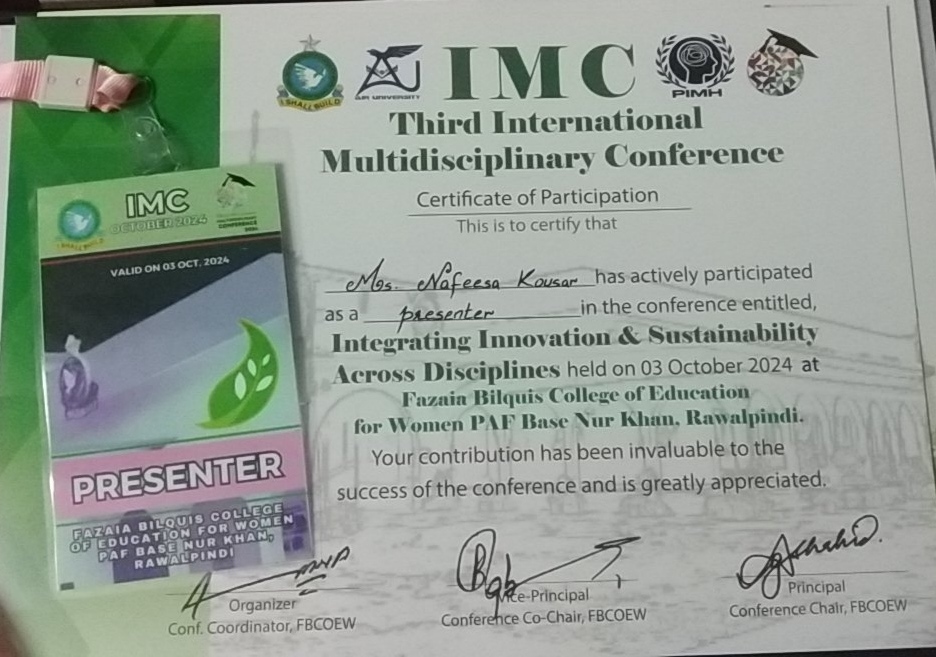 I SHALL BUILD
AIR UNIVERSITY
IMC
PIMH
Third International
Multidisciplinary Conference
Certificate of Participation
This is to certify that
Mrs. Nafeesa Kousar has actively participated
as a presenter in the conference entitled,
Integrating Innovation & Sustainability
Across Disciplines held on 03 October 2024 at
Fazaia Bilquis College of Education
for Women PAF Base Nur Khan, Rawalpindi.
Your contribution has been invaluable to the
success of the conference and is greatly appreciated.
Organizer
Conf. Coordinator, FBCOEW
Vice-Principal
Conference Co-Chair, FBCOEW
Principal
Conference Chair, FBCOEW
IMC
OCTOBER 2024
I SHALL BUILD
MULTIDISCIPLINARY
CONFERENCE
2024
VALID ON 03 OCT, 2024
PRESENTER
FAZAIA BILQUIS COLLEGE
OF EDUCATION FOR WOMEN
PAF BASE NUR KHAN,
RAWALPINDI